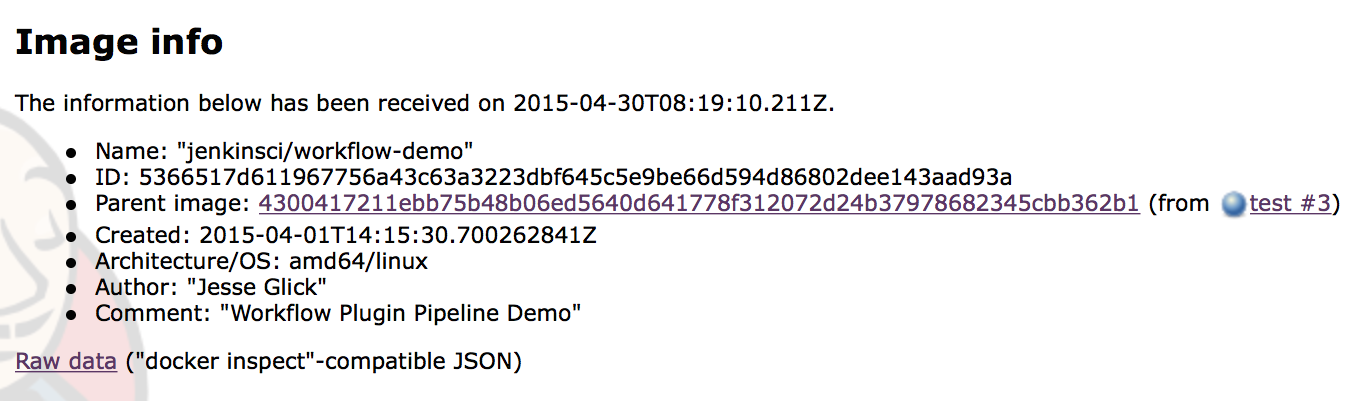 Image info
The information below has been received on 2015-04-30T08:19:10.211Z.
Name: "jenkinsci/workflow-demo"
ID: 5366517d611967756a43c63a3223dbf645c5e9be66d594d86802dee143aad93a
Parent image: 4300417211ebb75b48b06ed5640d641778f312072d24b37978682345cbb362b1 (from test #3)
Created: 2015-04-01T14:15:30.700262841Z
Architecture/OS: amd64/linux
Author: "Jesse Glick"
Comment: "Workflow Plugin Pipeline Demo"
Raw data ("docker inspect"-compatible JSON)